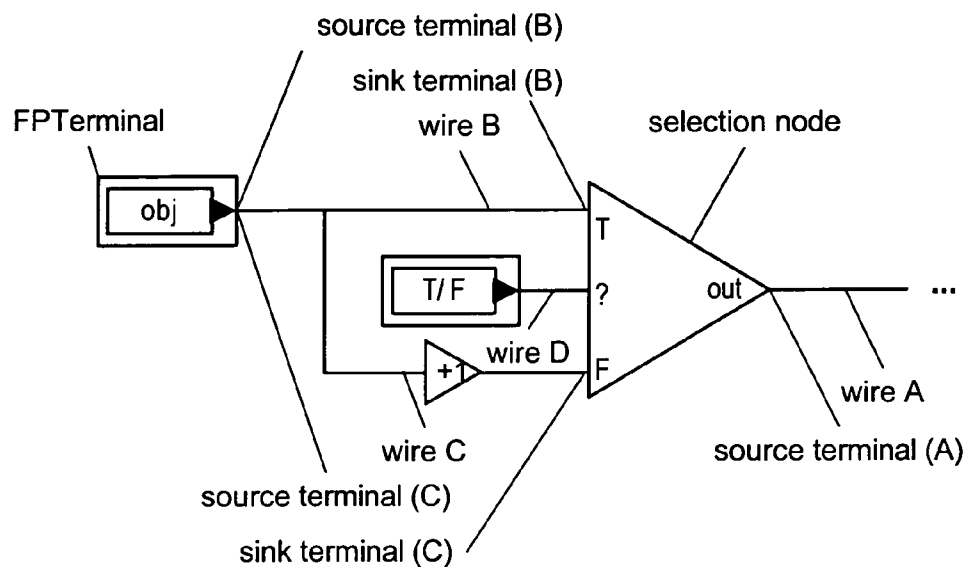 source terminal (B)
sink terminal (B)
FPTerminal
wire B
selection node
obj
T
T/F
?
out
...
wire D
+1
F
wire A
wire C
source terminal (A)
source terminal (C)
sink terminal (C)